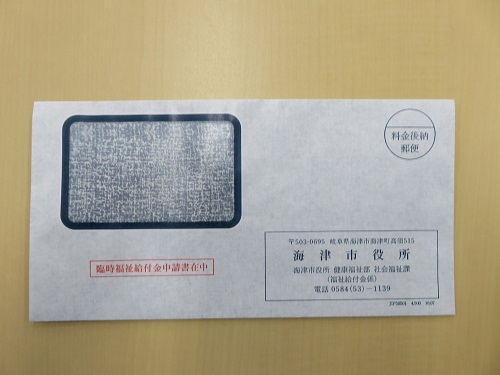 料金後納
郵便
臨時福祉給付金申請書在中
〒503-0695 岐阜県海津市海津町高須515
海津市役所
海津市役所 健康福祉部 社会福祉課
(福祉給付金係)
電話 0584(53)-1139